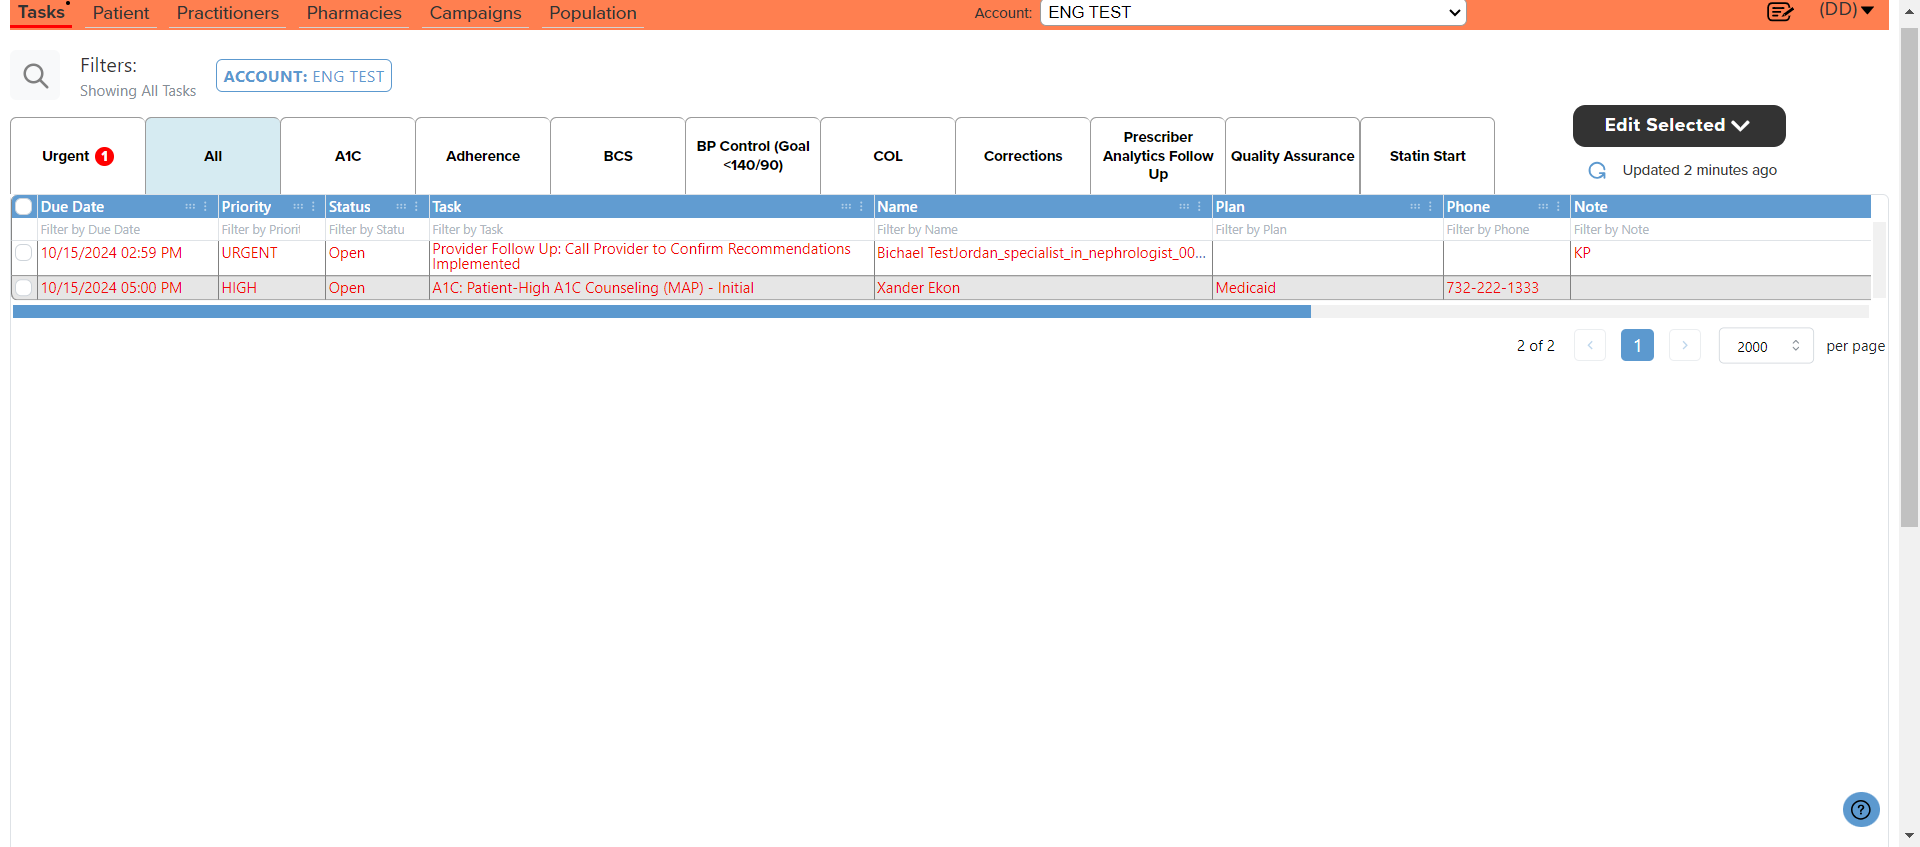 Tasks Patient Practitioners Pharmacies Campaigns Population Account: ENG TEST (DD)
Filters:
Showing All Tasks
ACCOUNT: ENG TEST
Edit Selected
Updated 2 minutes ago
Urgent 1
All
A1C
Adherence
BCS
BP Control (Goal
<140/90)
COL
Corrections
Prescriber
Analytics Follow
Up
Quality Assurance
Statin Start
Due Date Priority Status Task Name Plan Phone Note
Filter by Due Date Filter by Priorit Filter by Statu Filter by Task Filter by Name Filter by Plan Filter by Phone Filter by Note
10/15/2024 02:59 PM URGENT Open Provider Follow Up: Call Provider to Confirm Recommendations
Implemented
Bichael TestJordan_specialist_in_nephrologist_00... KP
10/15/2024 05:00 PM HIGH Open A1C: Patient-High A1C Counseling (MAP) - Initial Xander Ekon Medicaid 732-222-1333
2 of 2 1 2000 per page